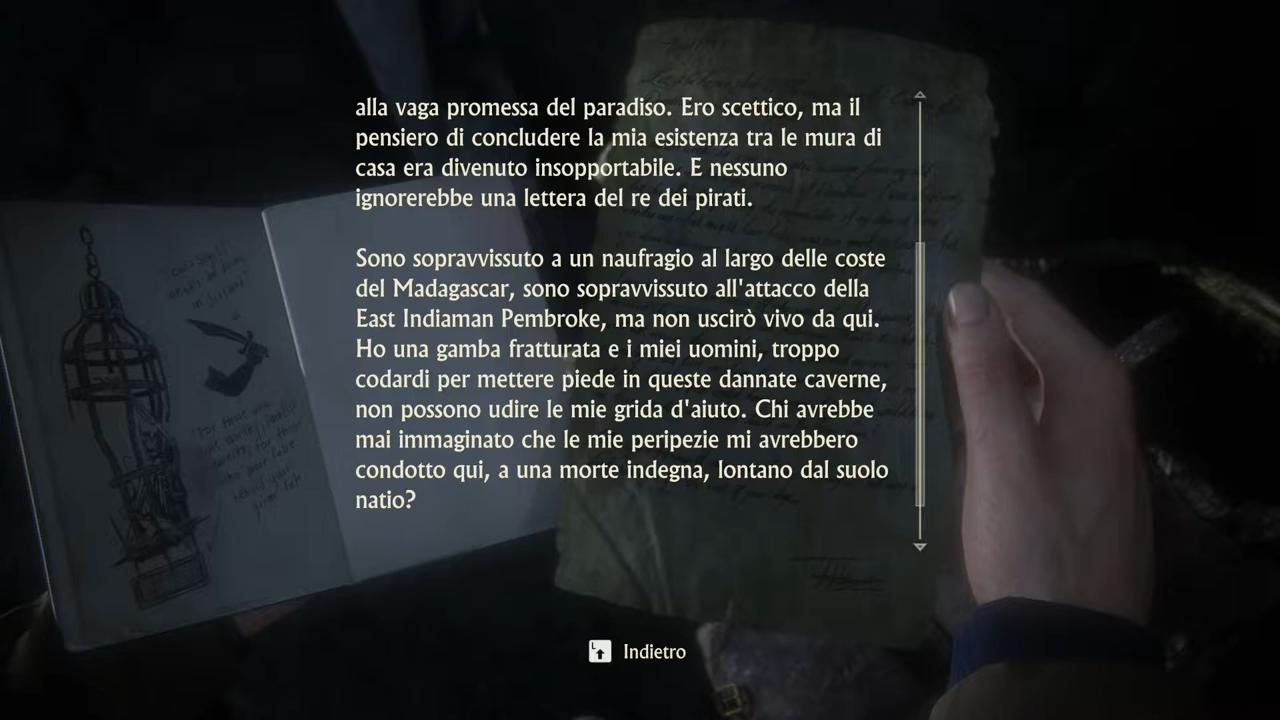 alla vaga promessa del paradiso. Ero scettico, ma il
pensiero di concludere la mia esistenza tra le mura di
casa era divenuto insopportabile. E nessuno
ignorerebbe una lettera del re dei pirati.
Sono sopravvissuto a un naufragio al largo delle coste
del Madagascar, sono sopravvissuto all'attacco della
East Indiaman Pembroke, ma non uscirò vivo da qui.
Ho una gamba fratturata e i miei uomini, troppo
codardi per mettere piede in queste dannate caverne,
non possono udire le mie grida d'aiuto. Chi avrebbe
mai immaginato che le mie peripezie mi avrebbero
condotto qui, a una morte indegna, lontano dal suolo
natio?
L
Indietro